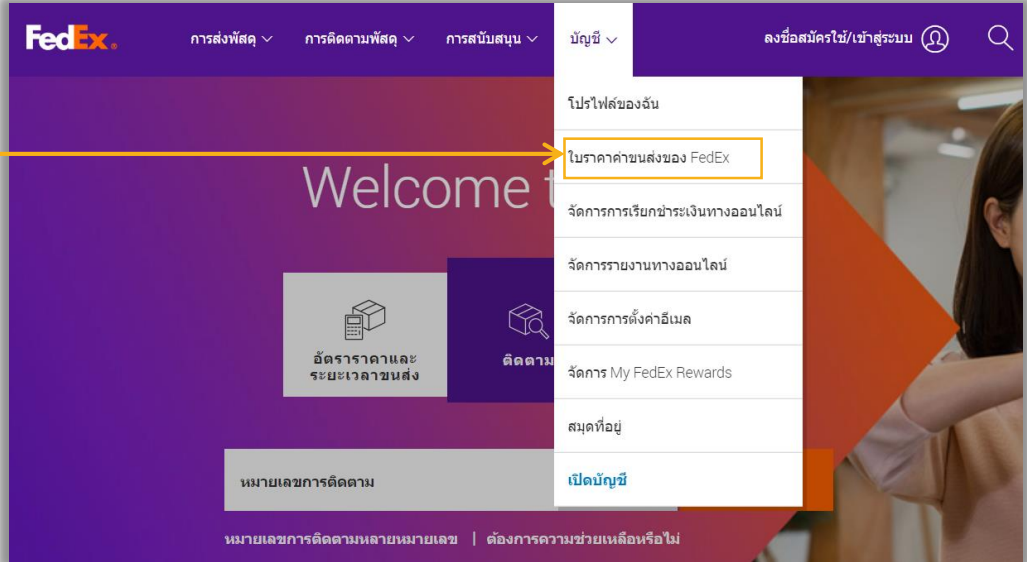 FedEx®
การส่งพัสดุ
การติดตามพัสดุ
การสนับสนุน
บัญชี
ลงชื่อสมัครใช้/เข้าสู่ระบบ
โปรไฟล์ของฉัน
ใบราคาค่าขนส่งของ FedEx
จัดการการเรียกชำระเงินทางออนไลน์
จัดการรายงานทางออนไลน์
จัดการการตั้งค่าอีเมล
จัดการ My FedEx Rewards
สมุดที่อยู่
เปิดบัญชี
Welcome t
อัตราราคาและ
ระยะเวลาขนส่ง
ติดตาม
หมายเลขการติดตาม
หมายเลขการติดตามหลายหมายเลข | ต้องการความช่วยเหลือหรือไม่